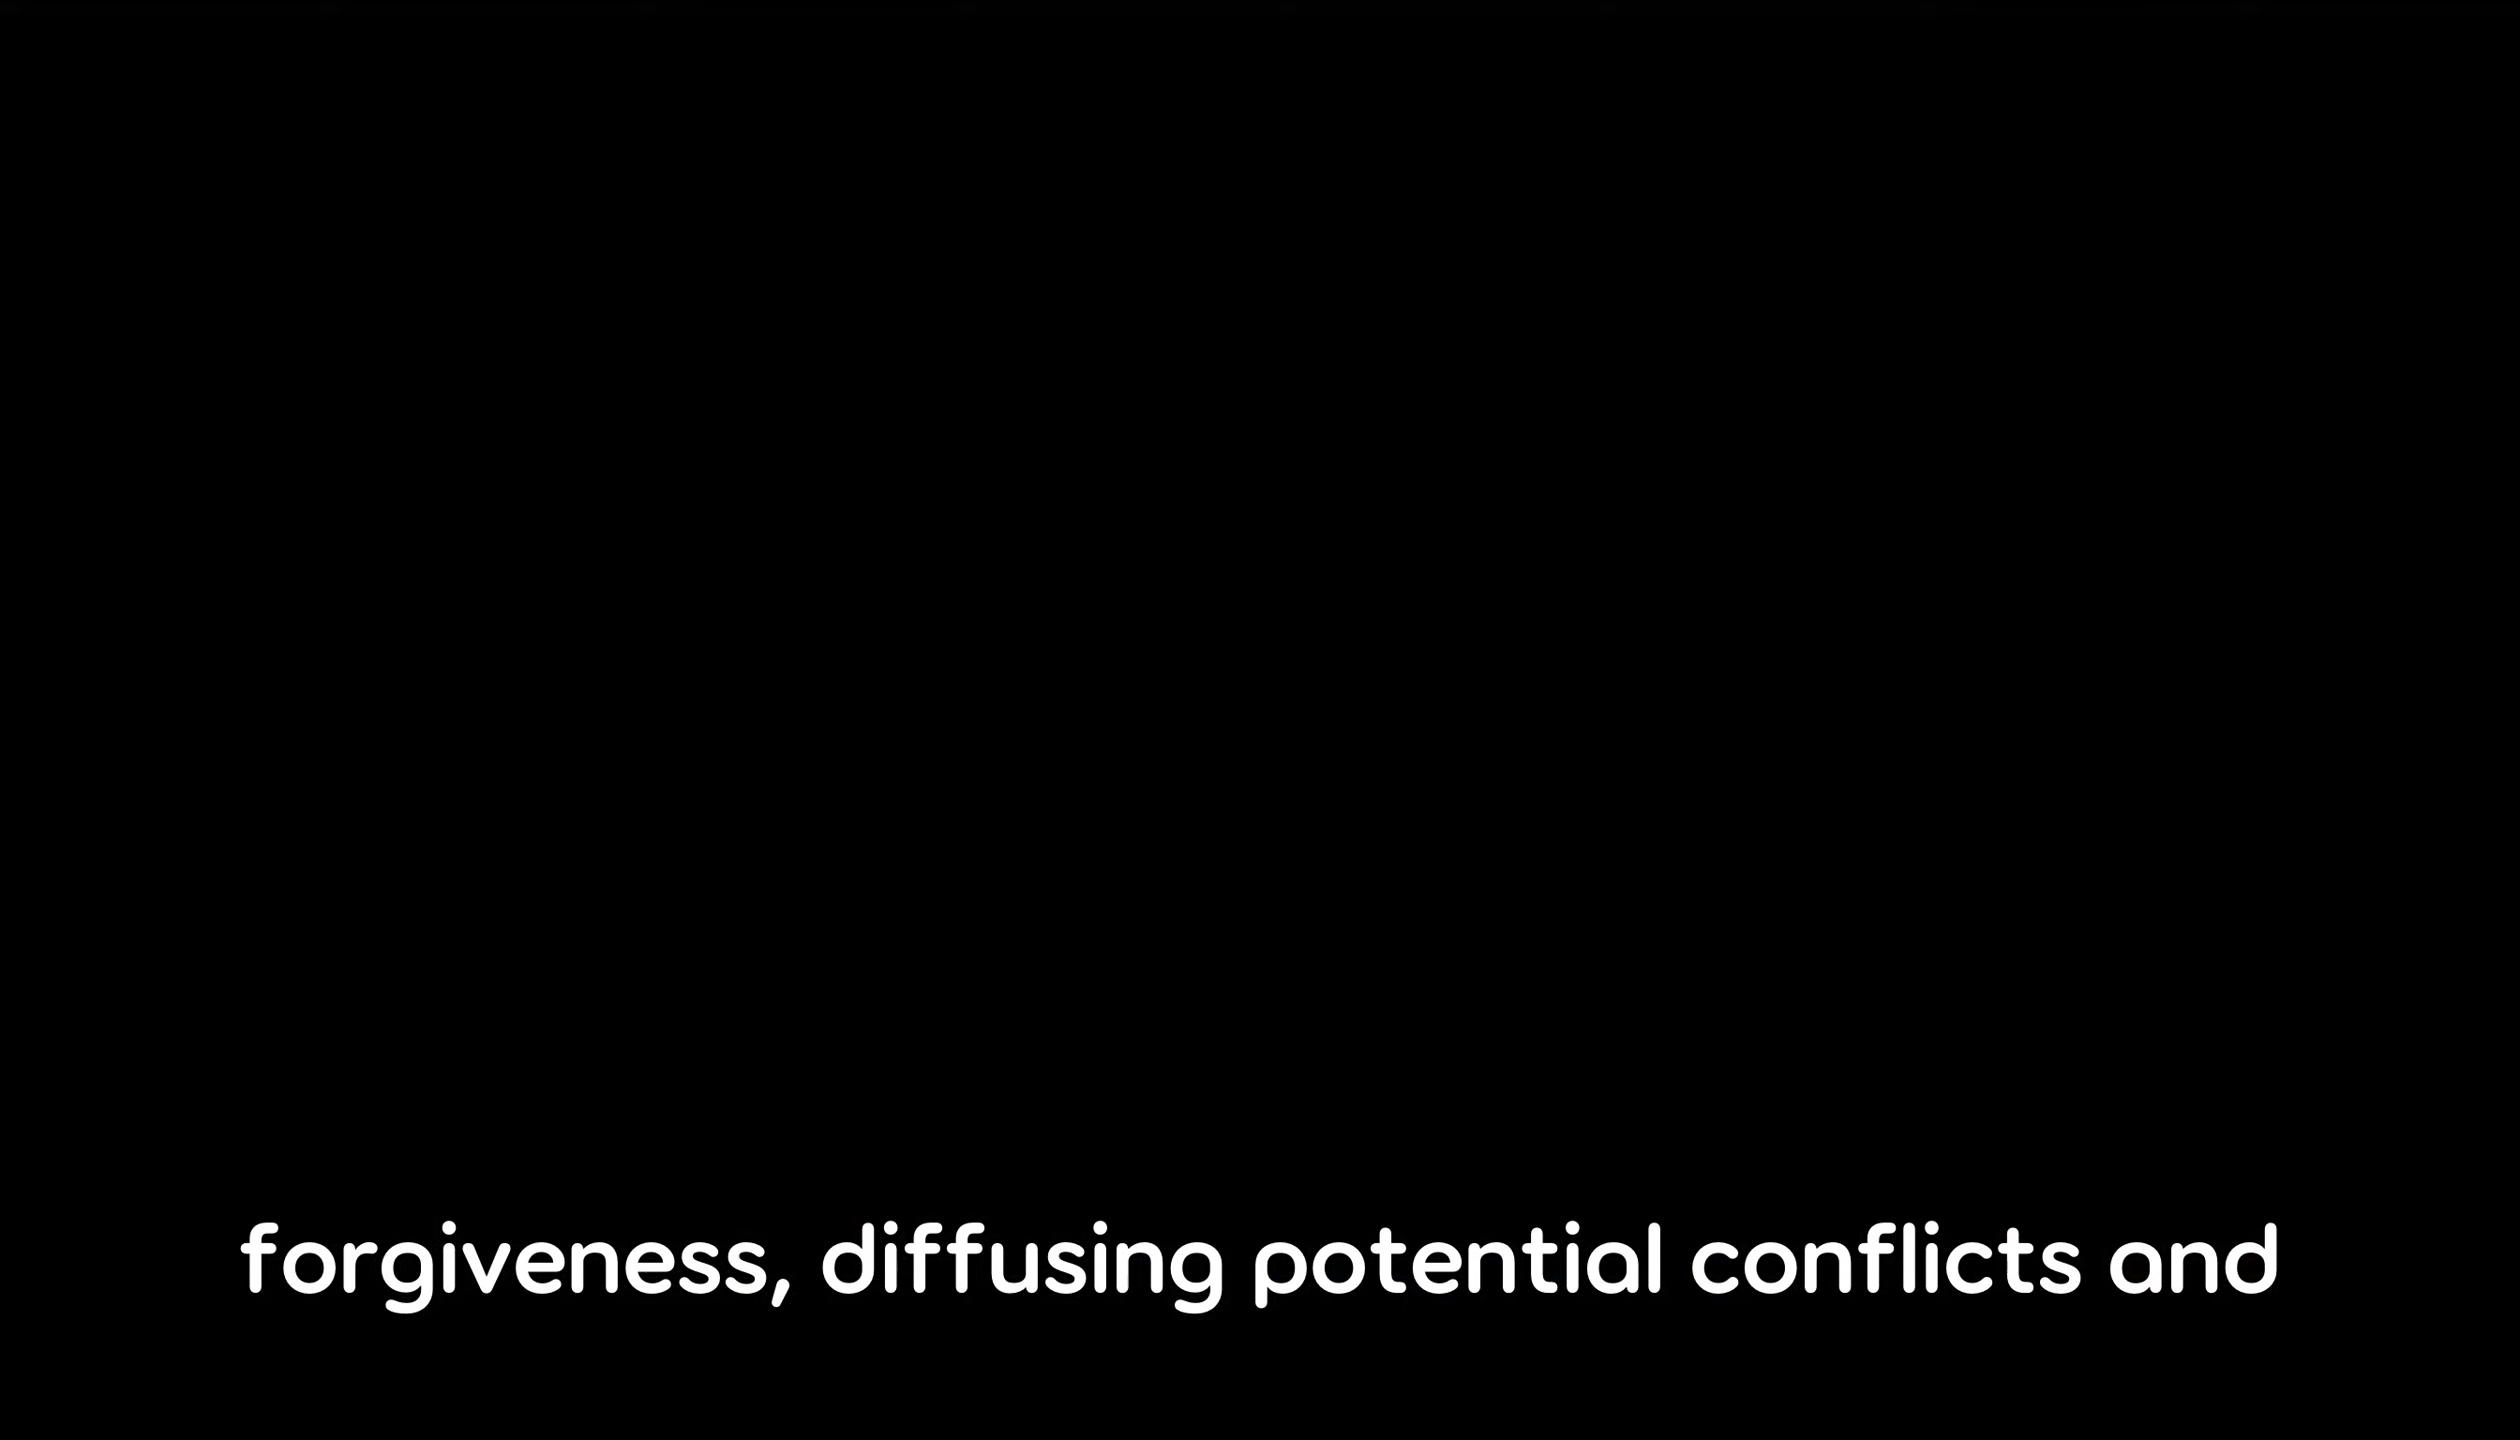 forgiveness, diffusing potential conflicts and